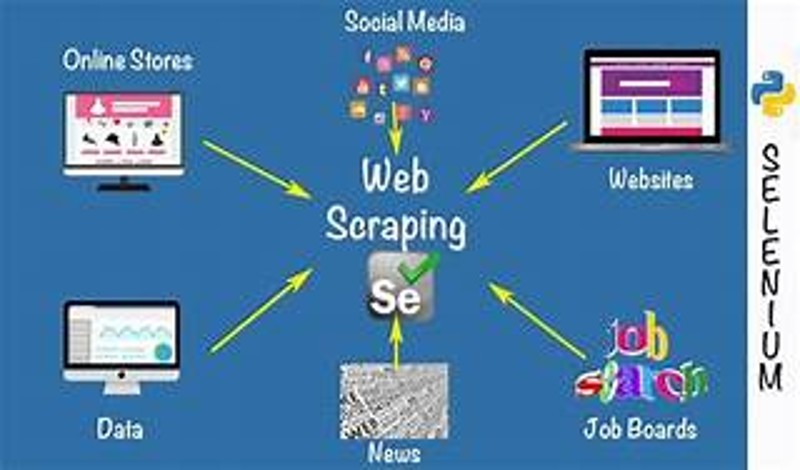 Social Media
Online Stores
Web
Scraping
Websites
Se
job
search
Data
News
Job Boards
SELENIUM